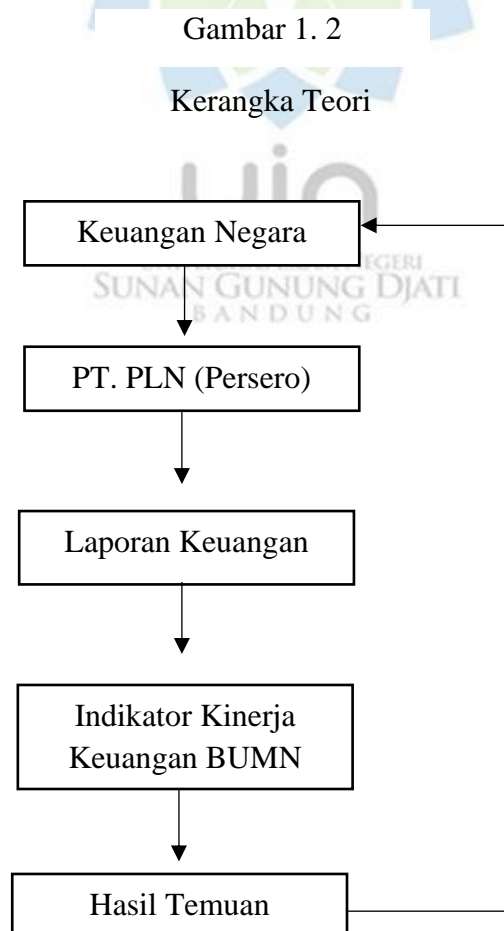 Gambar 1. 2
Kerangka Teori
uin
Keuangan Negara
SUNAN GUNUNG DJATI
BANDUNG
PT. PLN (Persero)
Laporan Keuangan
Indikator Kinerja
Keuangan BUMN
Hasil Temuan